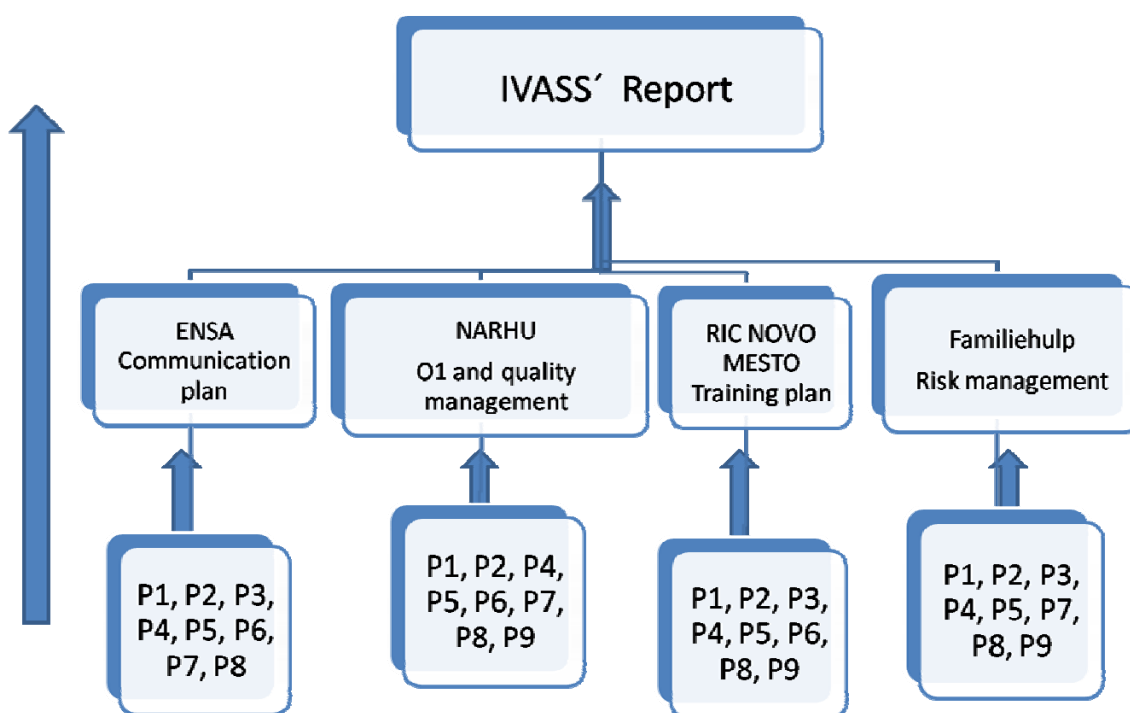 IVASS´ Report
ENSA
Communication
plan
NARHU
O1 and quality
management
RIC NOVO
MESTO
Training plan
Familiehulp
Risk management
P1, P2, P3,
P4, P5, P6,
P7, P8
P1, P2, P4,
P5, P6, P7,
P8, P9
P1, P2, P3,
P4, P5, P6,
P8, P9
P1, P2, P3,
P4, P5, P7,
P8, P9